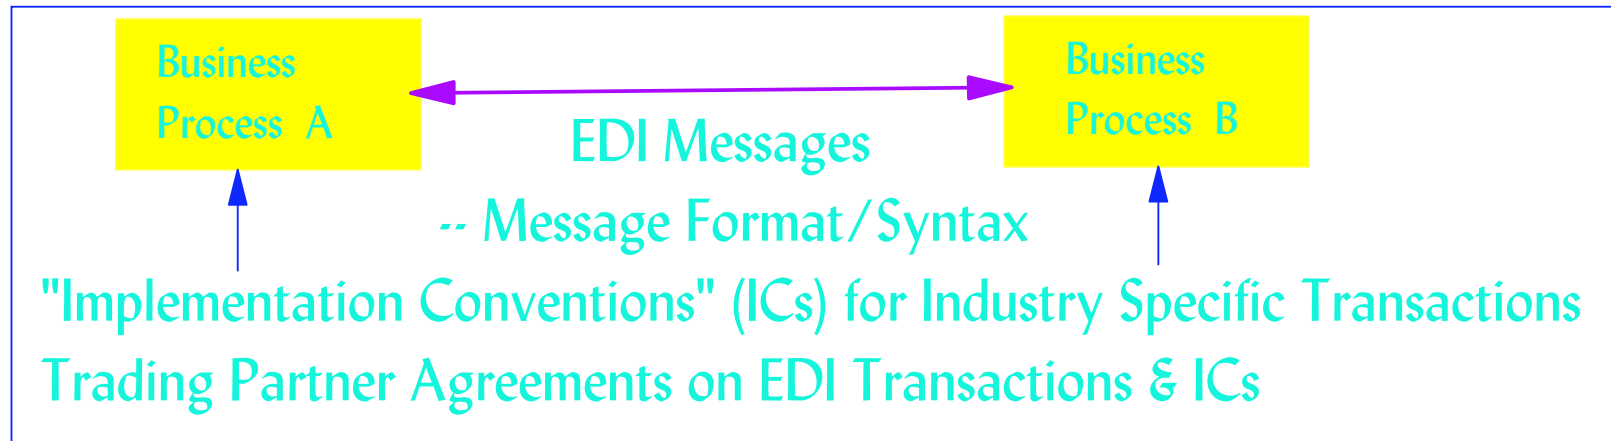 Business
Process A
Business
Process B
EDI Messages
-- Message Format/Syntax
"Implementation Conventions" (ICs) for Industry Specific Transactions
Trading Partner Agreements on EDI Transactions & ICs